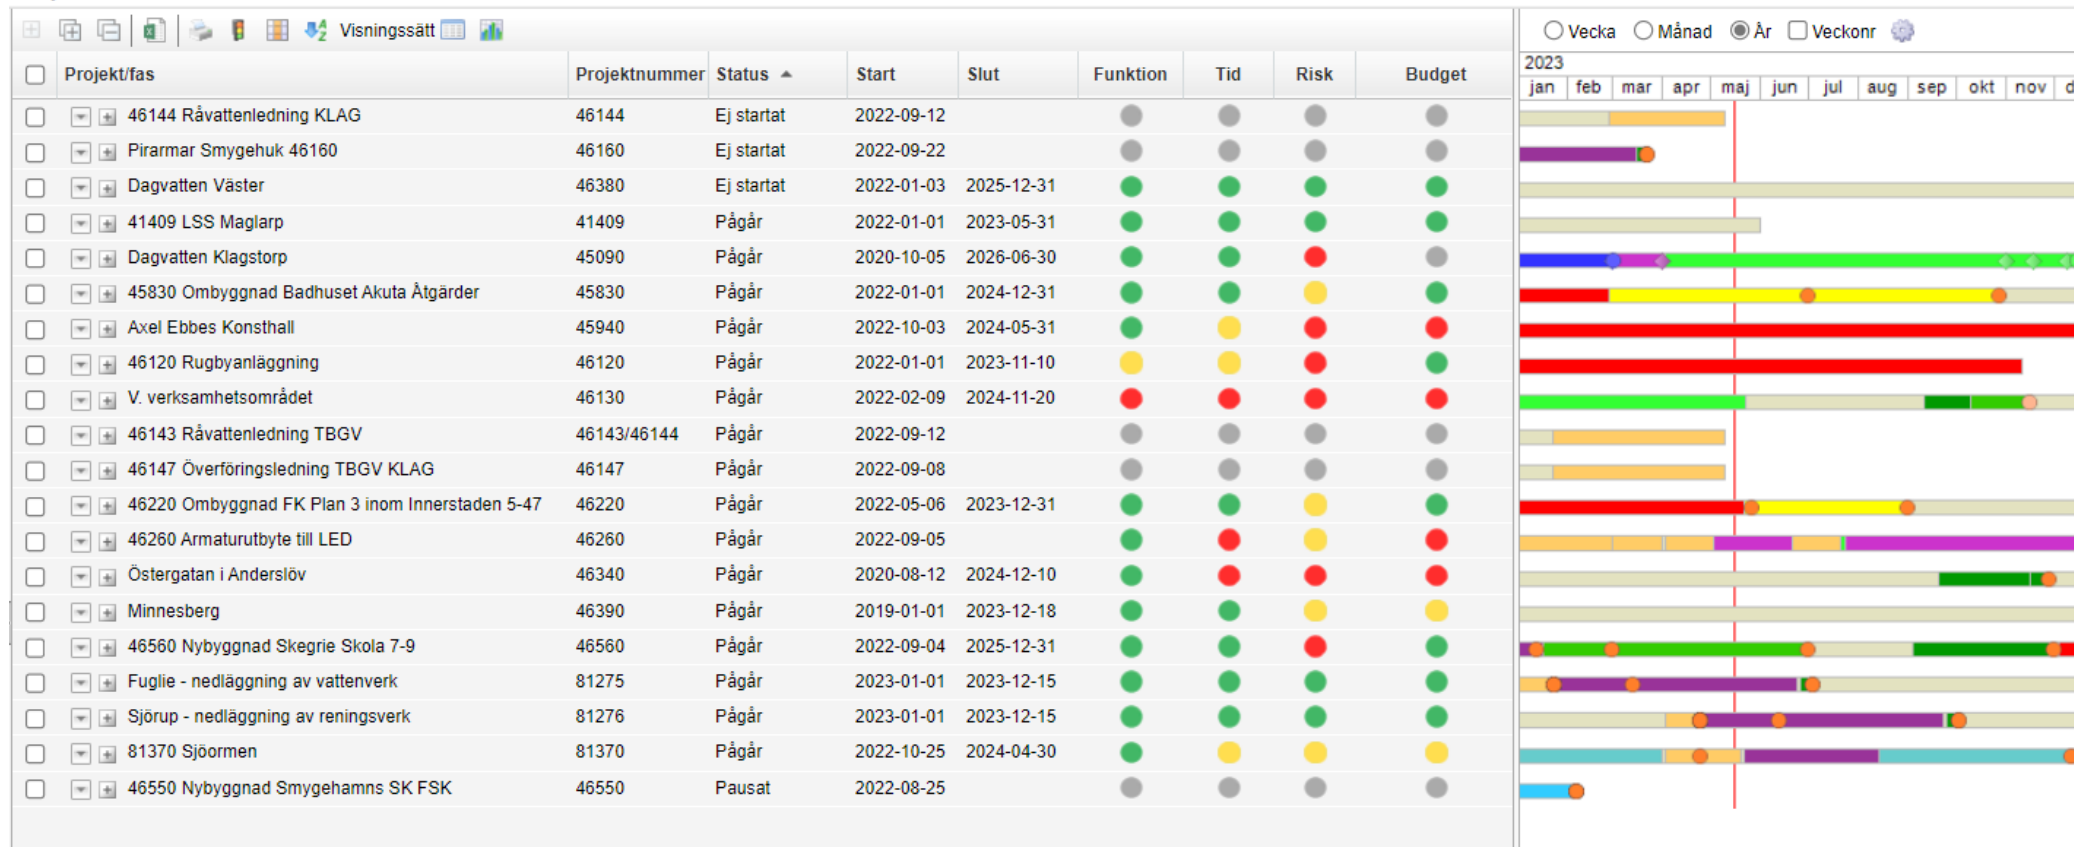 Visningssätt
Vecka Månad År Veckonr
Projekt/fas Projektnummer Status Start Slut Funktion Tid Risk Budget
2023
jan feb mar apr maj jun jul aug sep okt nov d
46144 Råvattenledning KLAG 46144 Ej startat 2022-09-12
Pirarmar Smygehuk 46160 46160 Ej startat 2022-09-22
Dagvatten Väster 46380 Ej startat 2022-01-03 2025-12-31
41409 LSS Maglarp 41409 Pågår 2022-01-01 2023-05-31
Dagvatten Klagstorp 45090 Pågår 2020-10-05 2026-06-30
45830 Ombyggnad Badhuset Akuta Åtgärder 45830 Pågår 2022-01-01 2024-12-31
Axel Ebbes Konsthall 45940 Pågår 2022-10-03 2024-05-31
46120 Rugbyanläggning 46120 Pågår 2022-01-01 2023-11-10
V. verksamhetsområdet 46130 Pågår 2022-02-09 2024-11-20
46143 Råvattenledning TBGV 46143/46144 Pågår 2022-09-12
46147 Överföringsledning TBGV KLAG 46147 Pågår 2022-09-08
46220 Ombyggnad FK Plan 3 inom Innerstaden 5-47 46220 Pågår 2022-05-06 2023-12-31
46260 Armaturutbyte till LED 46260 Pågår 2022-09-05
Östergatan i Anderslöv 46340 Pågår 2020-08-12 2024-12-10
Minnesberg 46390 Pågår 2019-01-01 2023-12-18
46560 Nybyggnad Skegrie Skola 7-9 46560 Pågår 2022-09-04 2025-12-31
Fuglie - nedläggning av vattenverk 81275 Pågår 2023-01-01 2023-12-15
Sjörup - nedläggning av reningsverk 81276 Pågår 2023-01-01 2023-12-15
81370 Sjöormen 81370 Pågår 2022-10-25 2024-04-30
46550 Nybyggnad Smygehamns SK FSK 46550 Pausat 2022-08-25